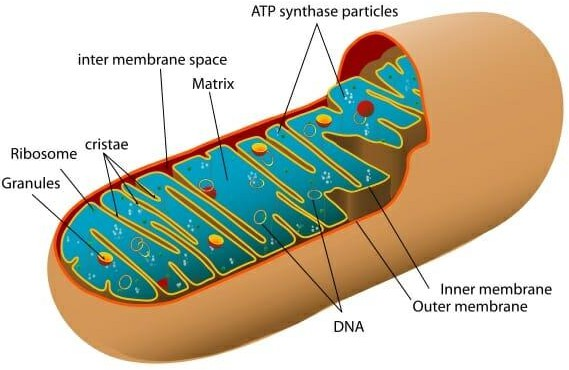 ATP synthase particles
inter membrane space
Matrix
cristae
Ribosome
Granules
Inner membrane
Outer membrane
DNA